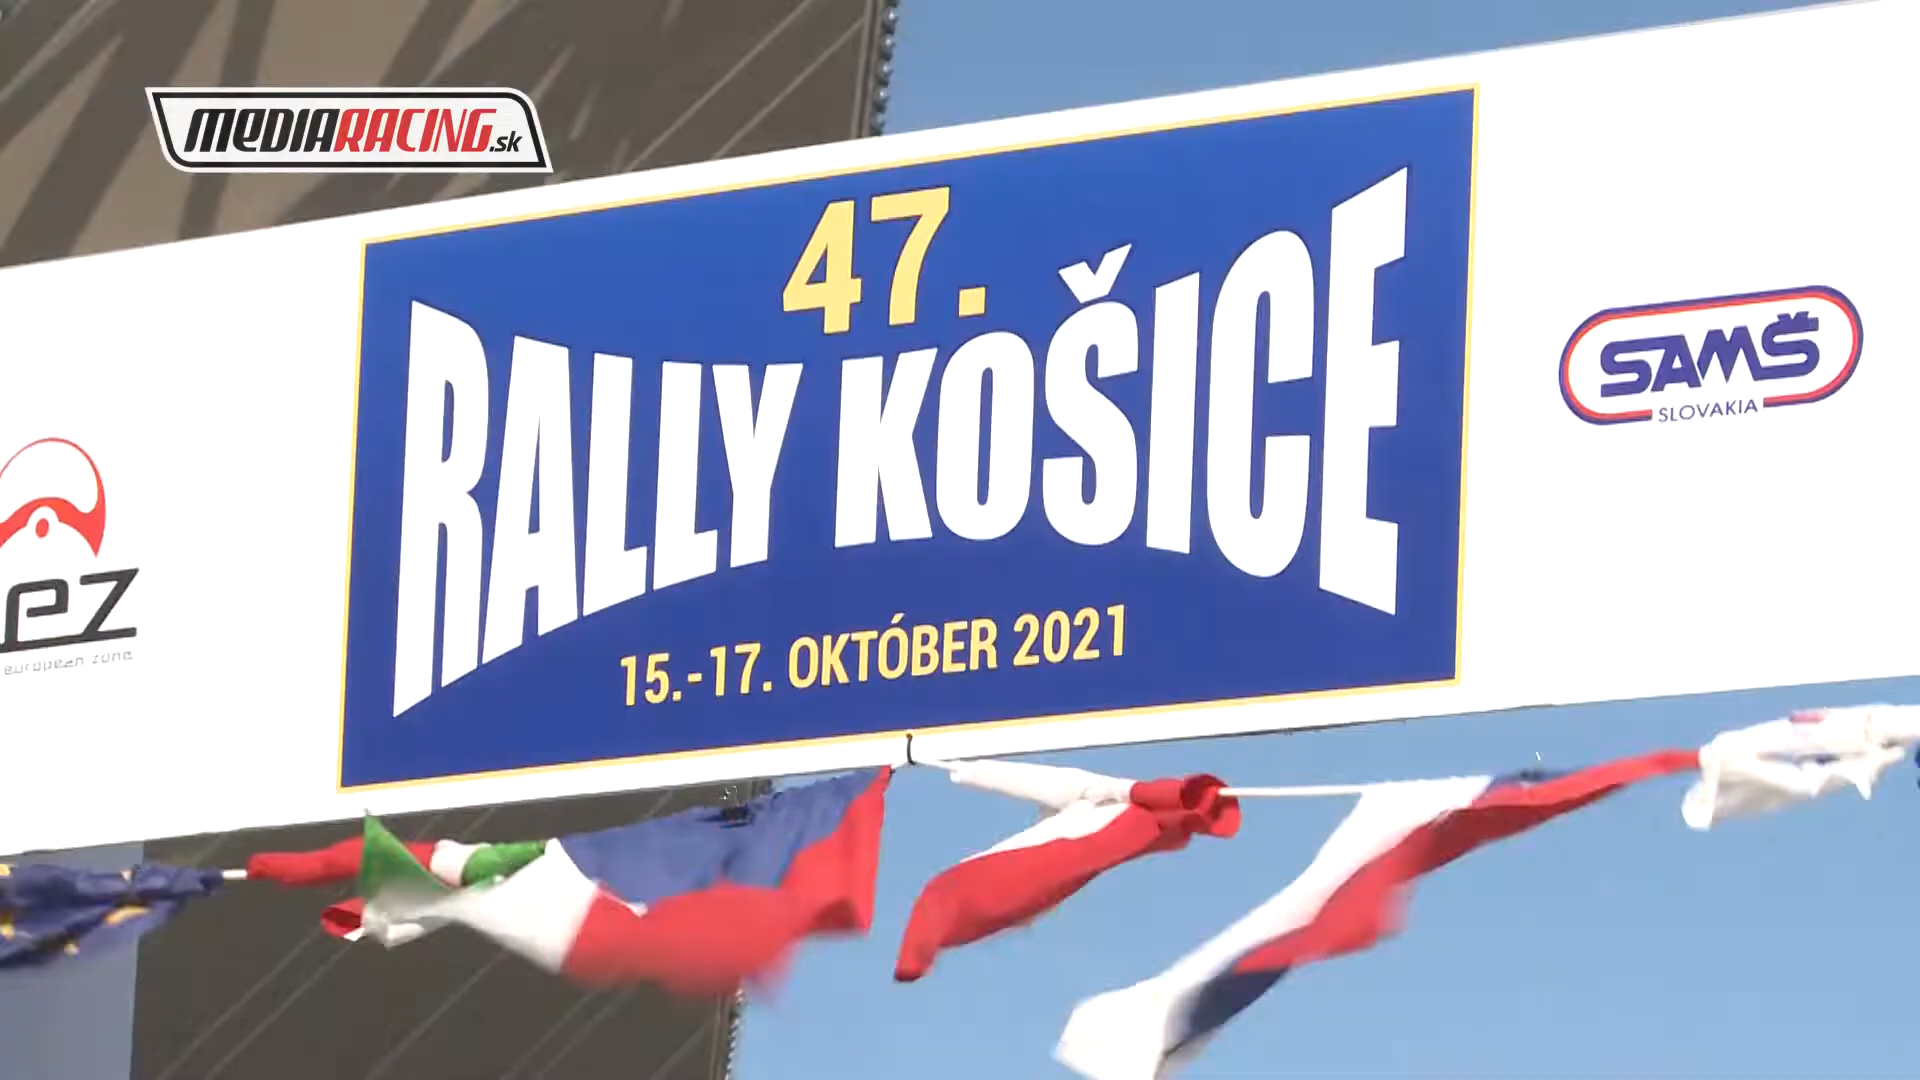 MEDIARACING.sk
47.
RALLY KOŠICE
15.-17. OKTÓBER 2021
SAMŠ
SLOVAKIA
ez
european zone